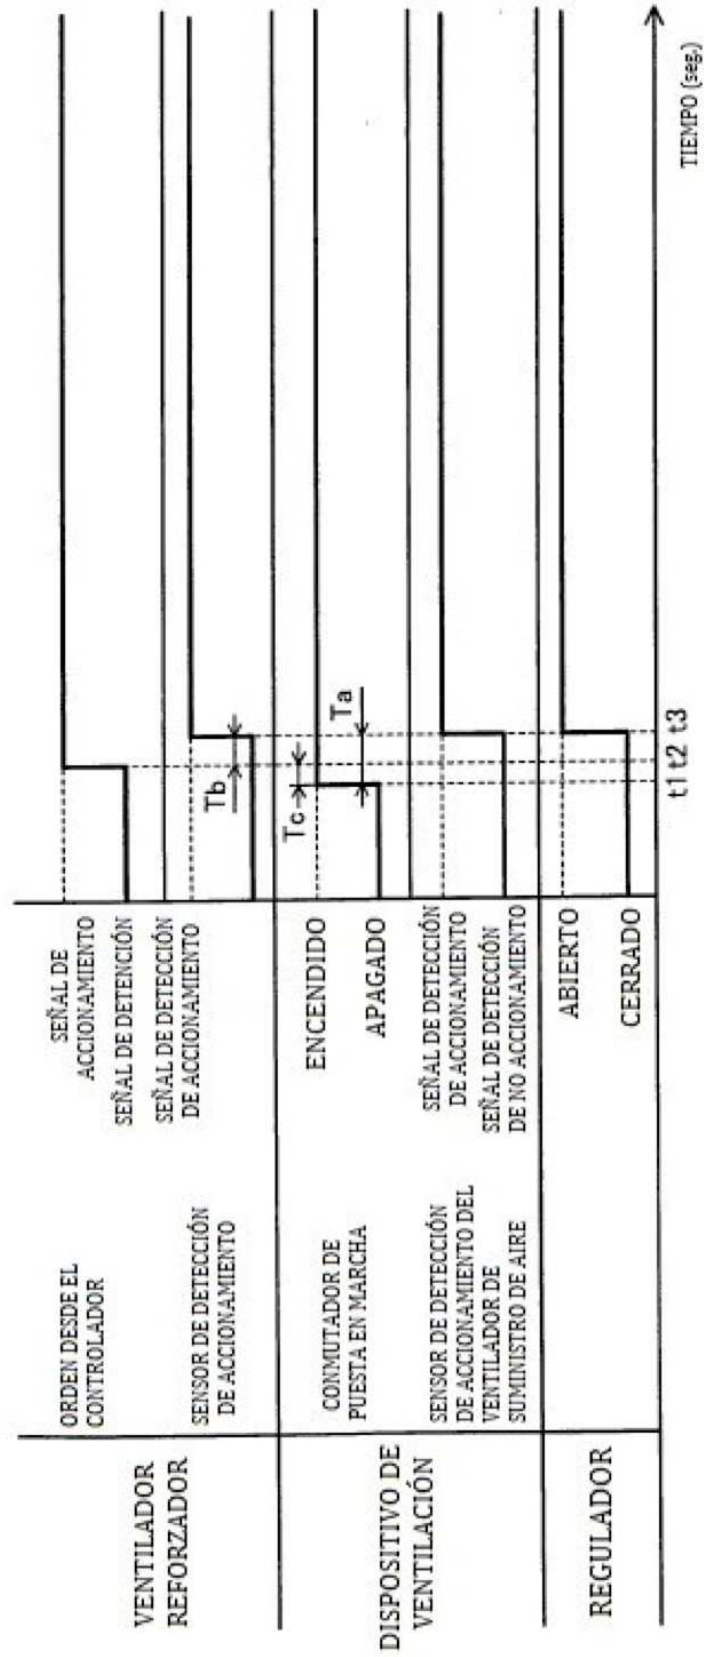 VENTILADOR
REFORZADOR
ORDEN DESDE EL
CONTROLADOR
SEÑAL DE
ACCIONAMIENTO
SEÑAL DE DETENCIÓN
SENSOR DE DETECCIÓN
DE ACCIONAMIENTO
SEÑAL DE DETECCIÓN
DE ACCIONAMIENTO
Tb
DISPOSITIVO DE
VENTILACIÓN
CONMUTADOR DE
PUESTA EN MARCHA
ENCENDIDO
APAGADO
Tc
Ta
SENSOR DE DETECCIÓN
DE ACCIONAMIENTO DEL
VENTILADOR DE
SUMINISTRO DE AIRE
SEÑAL DE DETECCIÓN
DE ACCIONAMIENTO
SEÑAL DE DETECCIÓN
DE NO ACCIONAMIENTO
REGULADOR
ABIERTO
CERRADO
t1 t2 t3
TIEMPO (seg.)